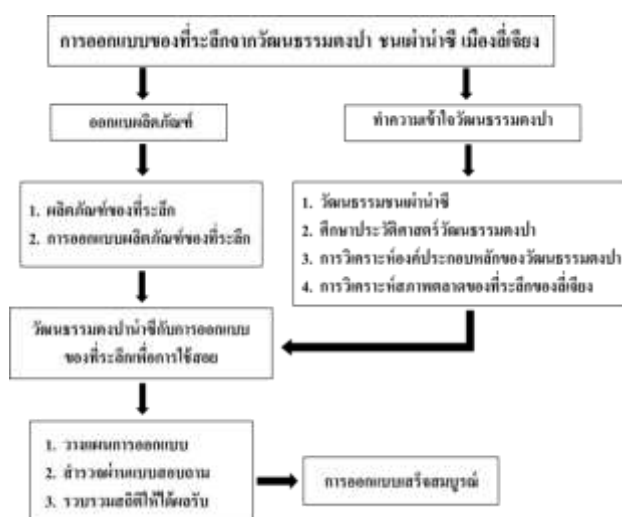 การออกแบบของที่ระลึกจากวัฒนธรรมตงปา ชนเผ่าน่าซี เมืองลี่เจียง
ออกแบบผลิตภัณฑ์
ทำความเข้าใจวัฒนธรรมตงปา
1. ผลิตภัณฑ์ของที่ระลึก
2. การออกแบบผลิตภัณฑ์ของที่ระลึก
1. วัฒนธรรมชนเผ่าน่าซี
2. ศึกษาประวัติศาสตร์วัฒนธรรมตงปา
3. การวิเคราะห์องค์ประกอบหลักของวัฒนธรรมตงปา
4. การวิเคราะห์สภาพตลาดของที่ระลึกของลี่เจียง
วัฒนธรรมตงปาน่าซีกับการออกแบบ
ของที่ระลึกเพื่อการใช้สอย
1. วางแผนการออกแบบ
2. สำรวจผ่านแบบสอบถาม
3. รวบรวมสถิติให้ได้ผลรับ
การออกแบบเสร็จสมบูรณ์